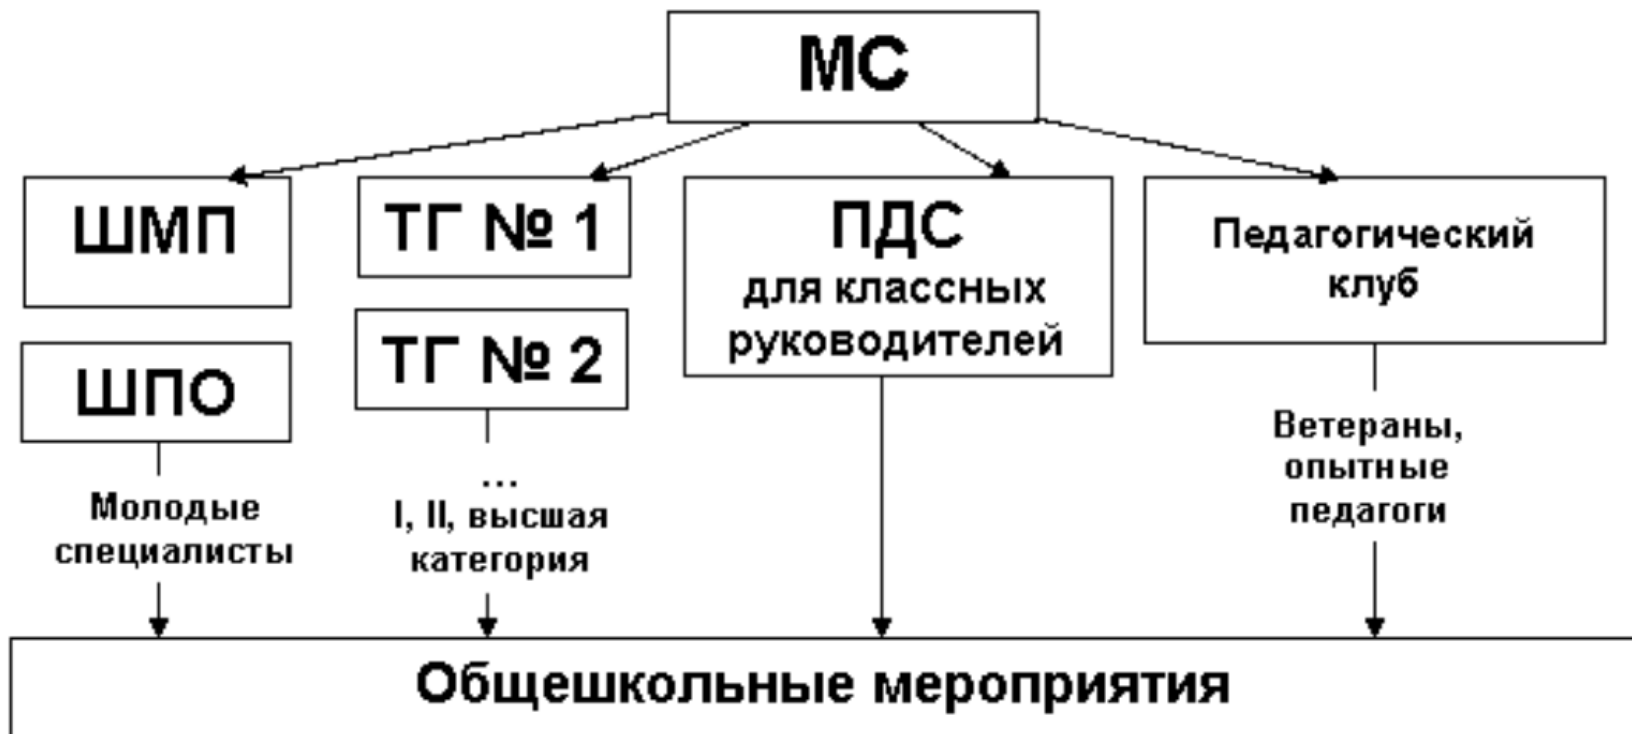 МС
ШМП
ШПО
Молодые
специалисты
ТГ № 1
ТГ № 2
...
I, II, высшая
категория
ПДС
для классных
руководителей
Педагогический
клуб
Ветераны,
опытные
педагоги
Общешкольные мероприятия